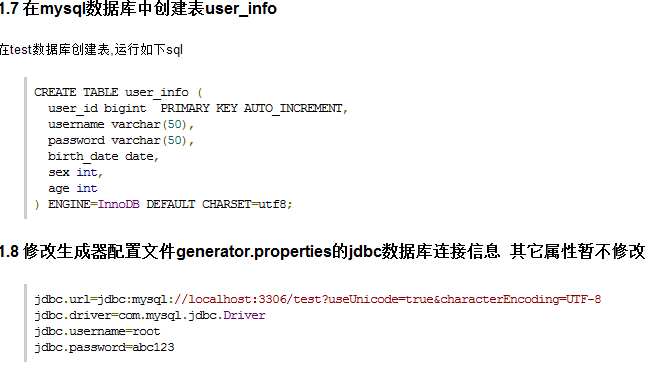 1.7 在mysql数据库中创建表user_info
在test数据库创建表,运行如下sql
CREATE TABLE user_info (
user_id bigint  PRIMARY KEY AUTO_INCREMENT,
username varchar(50),
password varchar(50),
birth_date date,
sex int,
age int
) ENGINE=InnoDB DEFAULT CHARSET=utf8;
1.8 修改生成器配置文件generator.properties的jdbc数据库连接信息 其它属性暂不修改
jdbc.url=jdbc:mysql://localhost:3306/test?useUnicode=true&characterEncoding=UTF-8
jdbc.driver=com.mysql.jdbc.Driver
jdbc.username=root
jdbc.password=abc123